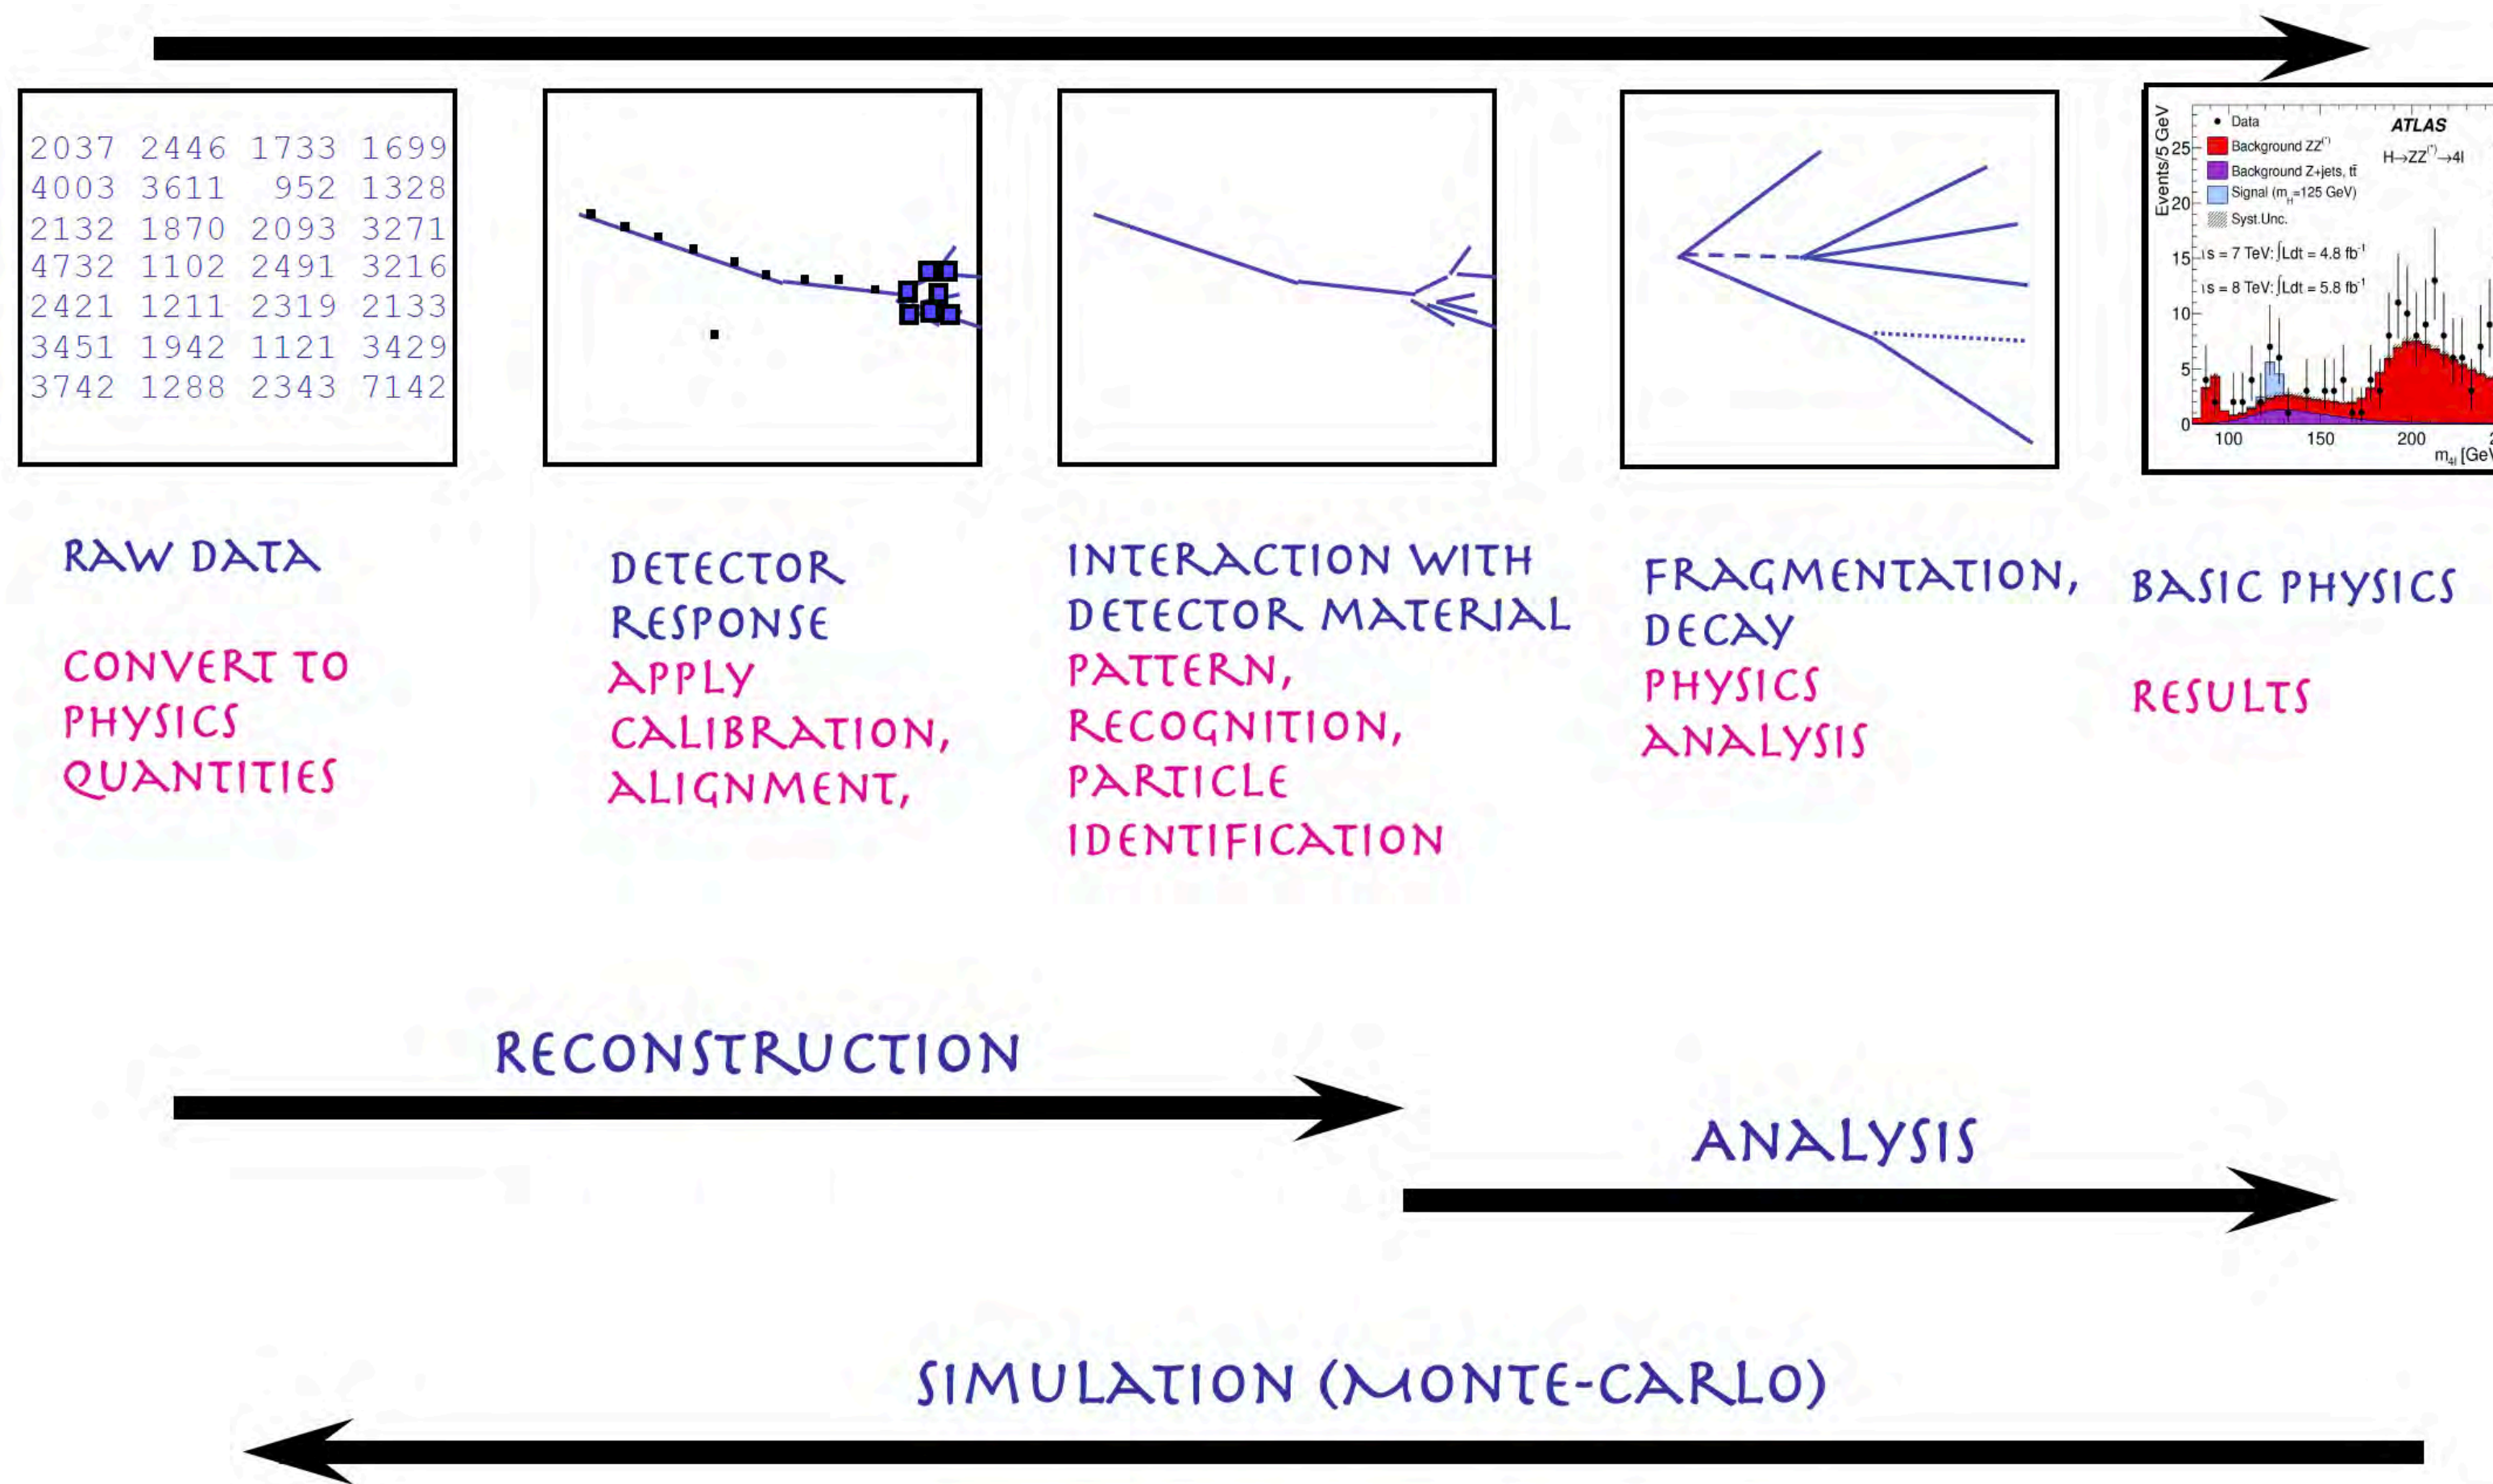 2037 2446 1733 1699
4003 3611 952 1328
2132 1870 2093 3271
4732 1102 2491 3216
2421 1211 2319 2133
3451 1942 1121 3429
3742 1288 2343 7142
Events/5 GeV
25
20
15
10
5
0
Data
Background ZZ(*)
Background Z+jets, tt̄
Signal (mH=125 GeV)
Syst.Unc.
ATLAS
H→ZZ(*)→4l
s = 7 TeV: ∫Ldt = 4.8 fb-1
s = 8 TeV: ∫Ldt = 5.8 fb-1
100 150 200
m4l [GeV
RAW DATA
CONVERT TO
PHYSICS
QUANTITIES
DETECTOR
RESPONSE
APPLY
CALIBRATION,
ALIGNMENT,
INTERACTION WITH
DETECTOR MATERIAL
PATTERN,
RECOGNITION,
PARTICLE
IDENTIFICATION
FRAGMENTATION,
DECAY
PHYSICS
ANALYSIS
BASIC PHYSICS
RESULTS
RECONSTRUCTION
ANALYSIS
SIMULATION (MONTE-CARLO)